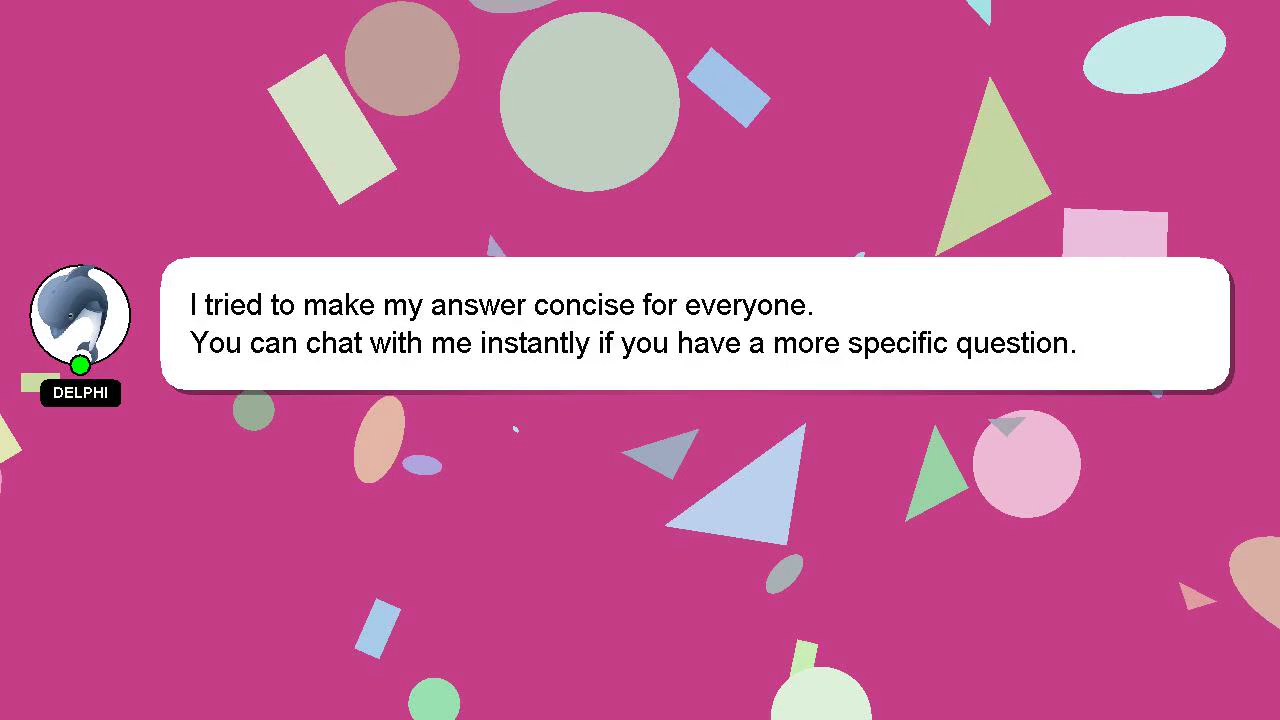 I tried to make my answer concise for everyone.
You can chat with me instantly if you have a more specific question.
DELPHI